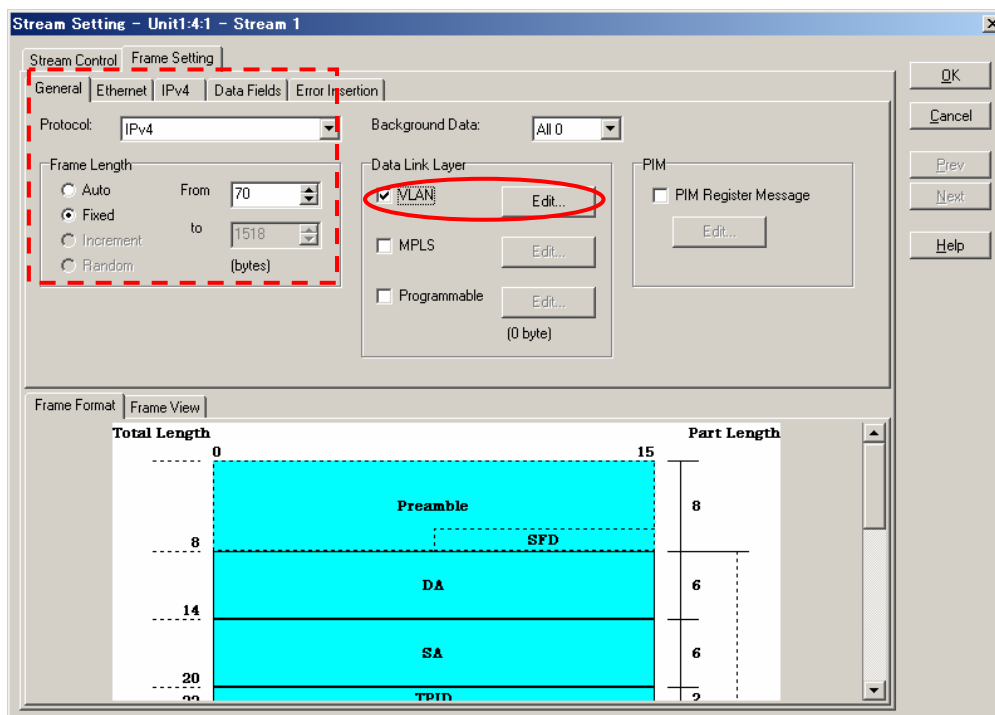 Stream Setting - Unit1:4:1 - Stream 1
Stream Control Frame Setting
General Ethernet IPv4 Data Fields Error Insertion
Protocol: IPv4
Background Data: All 0
Frame Length
Auto
Fixed
Increment
Random
From 70
to 1518
(bytes)
Data Link Layer
VLAN Edit...
MPLS Edit...
Programmable Edit...
(0 byte)
PIM
PIM Register Message
Edit...
OK
Cancel
Prev
Next
Help
Frame Format Frame View
Total Length Part Length
0 15
Preamble 8
SFD
8
DA 6
14
SA 6
20
TPID 2
22